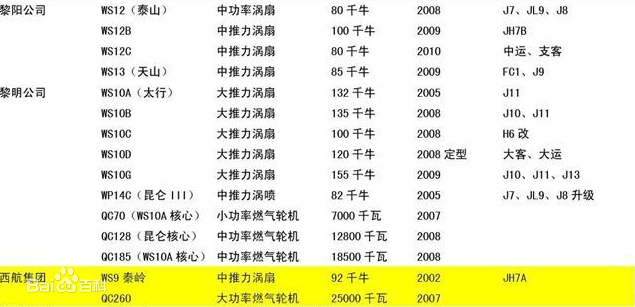 黎阳公司 WS12（泰山） 中功率涡扇 80 千牛 2008 J7、JL9、J8
WS12B 中推力涡扇 100 千牛 2009 JH7B
WS12C 中推力涡扇 80 千牛 2010 中运、支客
WS13（天山） 中推力涡扇 85 千牛 2009 FC1、J9
黎明公司 WS10A（太行） 大推力涡扇 132 千牛 2005 J11
WS10B 大推力涡扇 135 千牛 2008 J10、J11
WS10C 大推力涡扇 100 千牛 2008 H6 改
WS10D 大推力涡扇 120 千牛 2008 定型 大客、大运
WS10G 大推力涡扇 155 千牛 2009 J10、J11、J13
WP14C（昆仑 III） 中推力涡喷 82 千牛 2005 J7、JL9、J8 升级
QC70（WS10A 核心） 小功率燃气轮机 7000 千瓦 2007
QC128（昆仑核心） 中功率燃气轮机 12800 千瓦 2008
QC185（WS10A 核心） 中功率燃气轮机 18500 千瓦 2008
西航集团 WS9 秦岭 中推力涡扇 92 千牛 2002 JH7A
QC260 大功率燃气轮机 25000 千瓦 2007
Bai百科